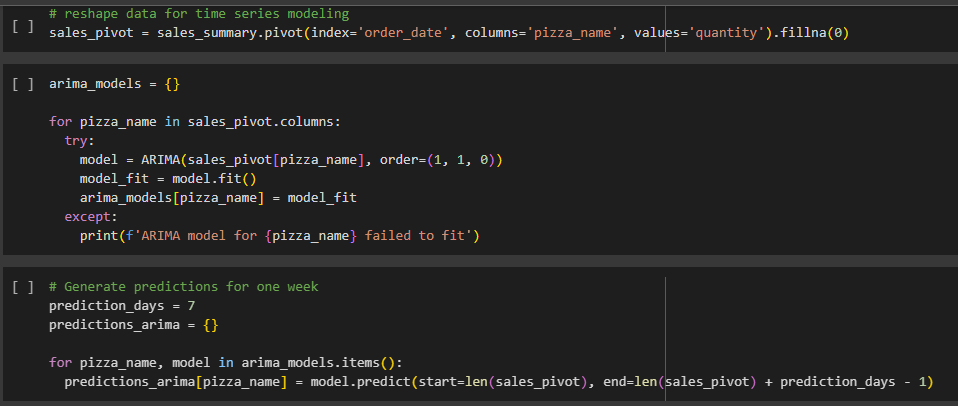 # reshape data for time series modeling
[ ] sales_pivot = sales_summary.pivot(index='order_date', columns='pizza_name', values='quantity').fillna(0)
[ ] arima_models = {}
for pizza_name in sales_pivot.columns:
  try:
    model = ARIMA(sales_pivot[pizza_name], order=(1, 1, 0))
    model_fit = model.fit()
    arima_models[pizza_name] = model_fit
  except:
    print(f'ARIMA model for {pizza_name} failed to fit')
[ ] # Generate predictions for one week
prediction_days = 7
predictions_arima = {}
for pizza_name, model in arima_models.items():
  predictions_arima[pizza_name] = model.predict(start=len(sales_pivot), end=len(sales_pivot) + prediction_days - 1)